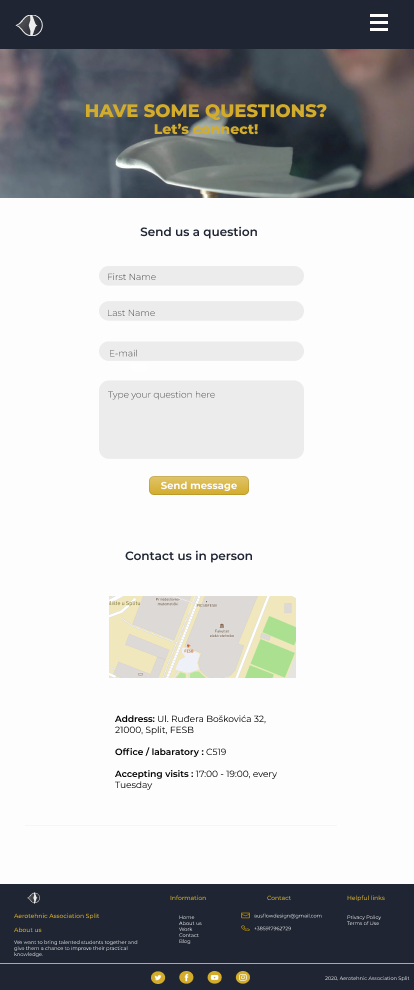 HAVE SOME QUESTIONS?
Let's connect!
Send us a question
First Name
Last Name
E-mail
Type your question here
Send message
Contact us in person
Address: Ul. Ruđera Boškovića 32,
21000, Split, FESB
Office / labaratory : C519
Accepting visits : 17:00 - 19:00, every
Tuesday
Aerotehnic Association Split
About us
We want to bring talented students together and
give them a chance to improve their practical
knowledge.
Information
Home
About us
Work
Contact
Blog
Contact
ausflowdesign@gmail.com
Helpful links
Privacy Policy
Terms of Use
2020, Aerotehnic Association Split